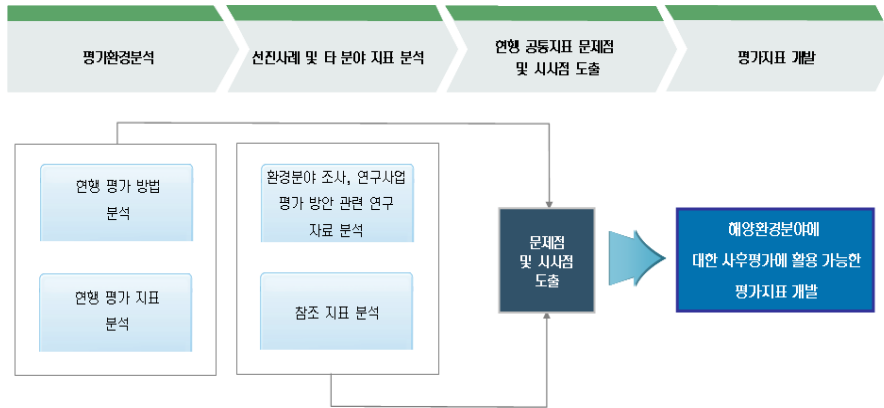 평가환경분석
선진사례 및 타 분야 지표 분석
현행 공통지표 문제점
및 시사점 도출
평가지표 개발
현행 평가 방법
분석
현행 평가 지표
분석
환경분야 조사, 연구사업
평가 방안 관련 연구
자료 분석
참조 지표 분석
문제점
및 시사점
도출
해양환경분야에
대한 사후평가에 활용 가능한
평가지표 개발